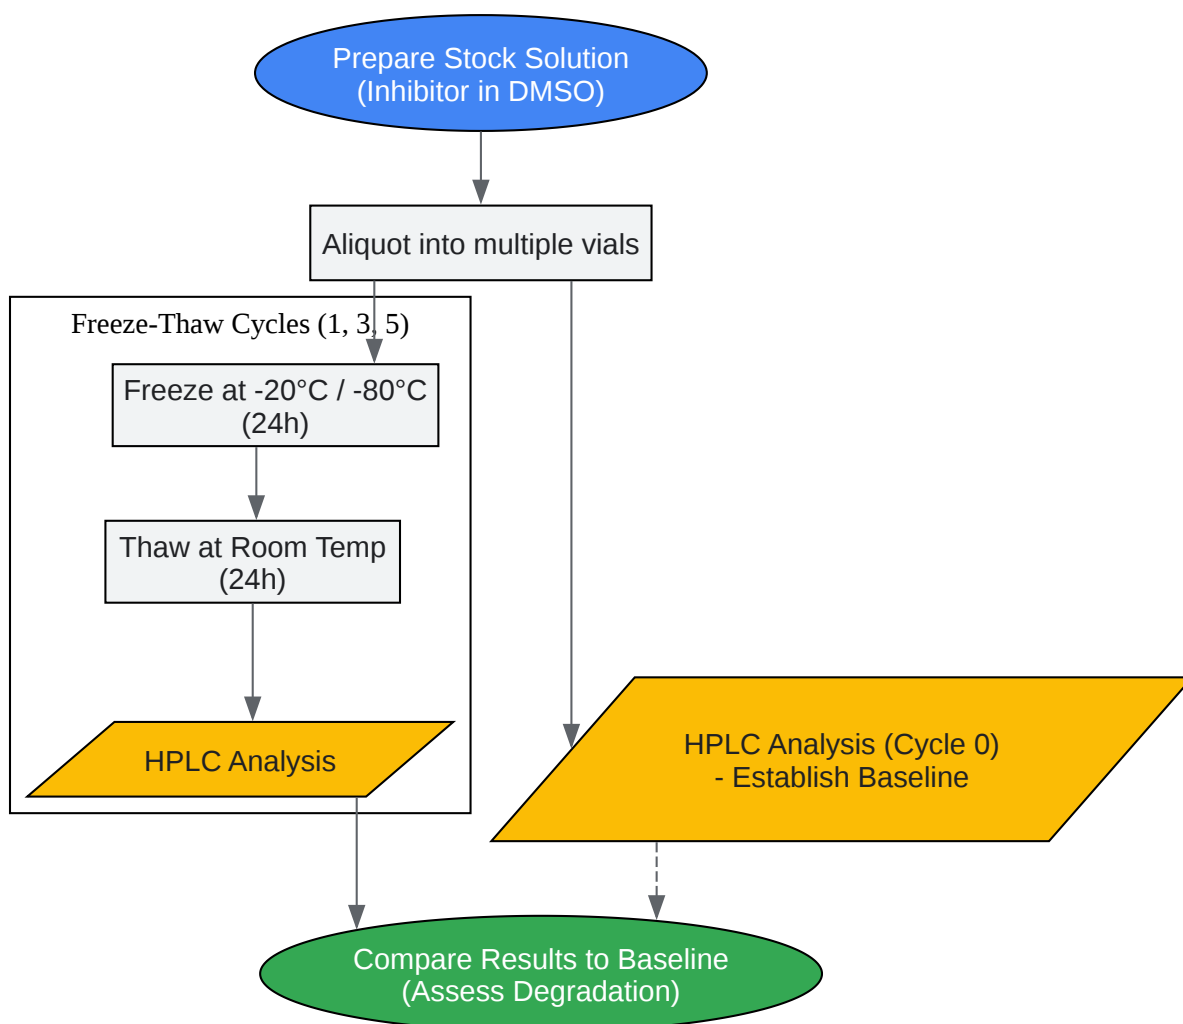 Prepare Stock Solution
(Inhibitor in DMSO)
Aliquot into multiple vials
Freeze-Thaw Cycles (1, 3, 5)
Freeze at -20°C / -80°C
(24h)
Thaw at Room Temp
(24h)
HPLC Analysis
HPLC Analysis (Cycle 0)
- Establish Baseline
Compare Results to Baseline
(Assess Degradation)